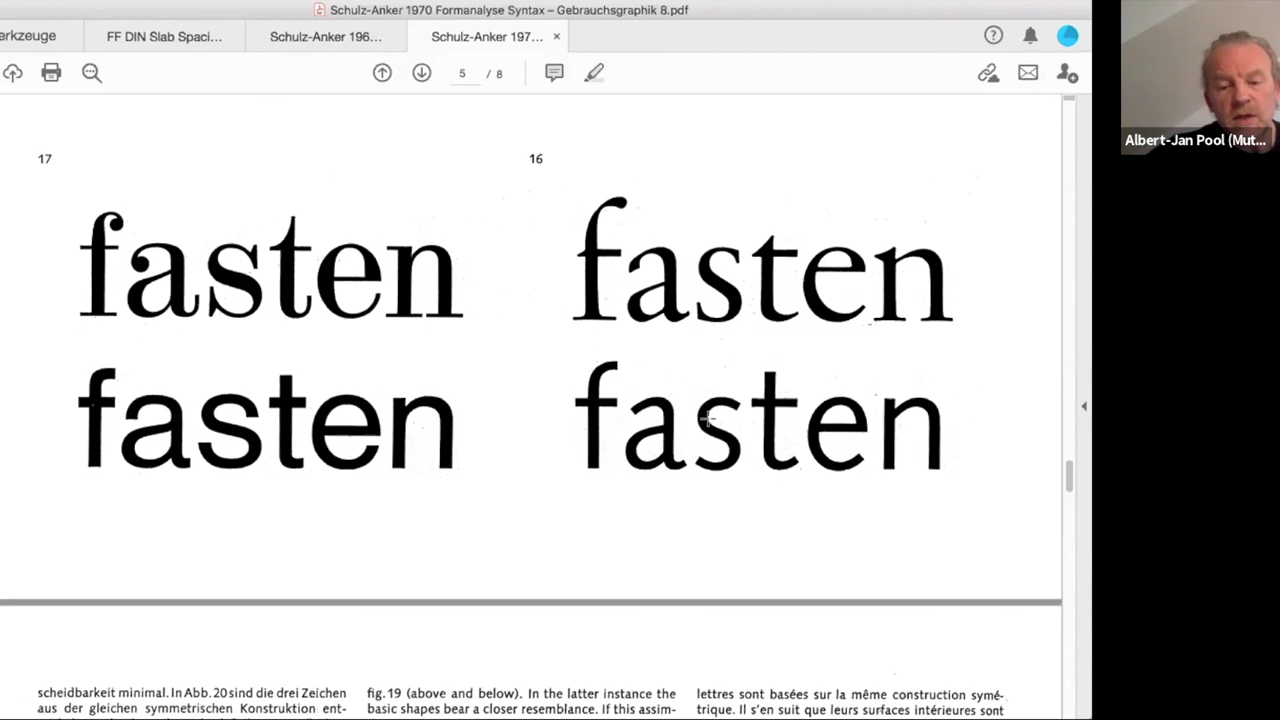 Schulz-Anker 1970 Formanalyse Syntax – Gebrauchsgraphik 8.pdf
erkzeuge
FF DIN Slab Spaci...
Schulz-Anker 196...
Schulz-Anker 197...
5 / 8
Albert-Jan Pool (Mut...
17
16
fasten
fasten
fasten
fasten
scheidbarkeit minimal. In Abb. 20 sind die drei Zeichen
aus der gleichen symmetrischen Konstruktion ent-
fig. 19 (above and below). In the latter instance the
basic shapes bear a closer resemblance. If this assim-
lettres sont basées sur la même construction symé-
trique. Il s'en suit que leurs surfaces intérieures sont